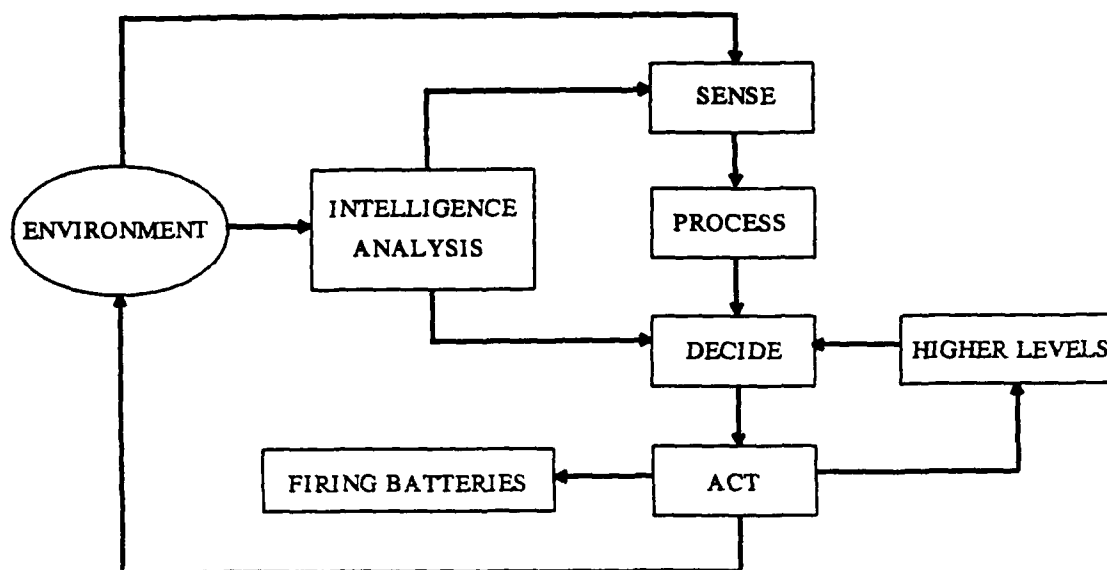 SENSE
INTELLIGENCE
ANALYSIS
PROCESS
ENVIRONMENT
DECIDE
HIGHER LEVELS
FIRING BATTERIES
ACT